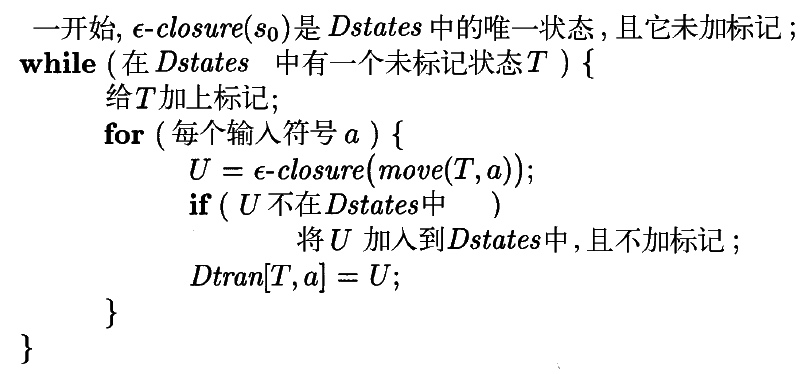 一开始, ϵ-closure(s₀)是 Dstates 中的唯一状态, 且它未加标记;
while (在 Dstates 中有一个未标记状态T ) {
给T加上标记;
for (每个输入符号 a ) {
U = ϵ-closure(move(T, a));
if ( U 不在Dstates中 )
将 U 加入到Dstates中, 且不加标记;
Dtran[T, a] = U;
}
}